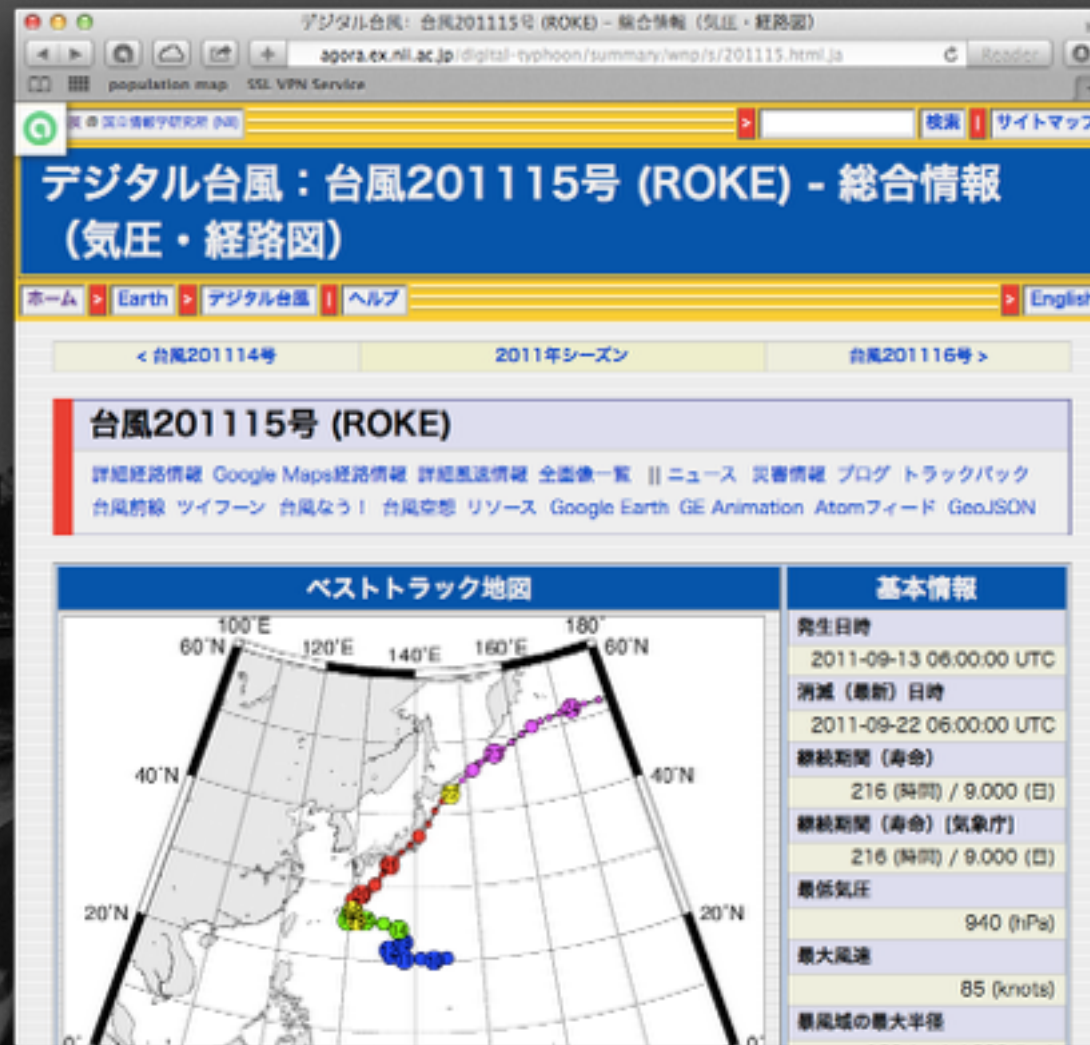 デジタル台風: 台風201115号 (ROKE) - 総合情報 (気圧・経路図)
agora.ex.nii.ac.jp/digital-typhoon/summary/wnp/s/201115.html.ja
Reader
population map SSL VPN Service
@ 国立情報学研究所 (NII)
> 検索 | サイトマップ
デジタル台風：台風201115号 (ROKE) - 総合情報
（気圧・経路図）
ホーム > Earth > デジタル台風 | ヘルプ > English
< 台風201114号 2011年シーズン 台風201116号 >
台風201115号 (ROKE)
詳細経路情報 Google Maps経路情報 詳細風速情報 全画像一覧 || ニュース 災害情報 ブログ トラックバック
台風前線 ツイフーン 台風なう！ 台風空想 リソース Google Earth GE Animation Atomフィード GeoJSON
ベストトラック地図
100°E 180°
60°N 120°E 140°E 160°E 60°N
40°N 40°N
20°N 20°N
0° 0°
基本情報
発生日時
2011-09-13 06:00:00 UTC
消滅（最新）日時
2011-09-22 06:00:00 UTC
継続期間（寿命）
216 (時間) / 9.000 (日)
継続期間（寿命）[気象庁]
216 (時間) / 9.000 (日)
最低気圧
940 (hPa)
最大風速
85 (knots)
暴風域の最大半径